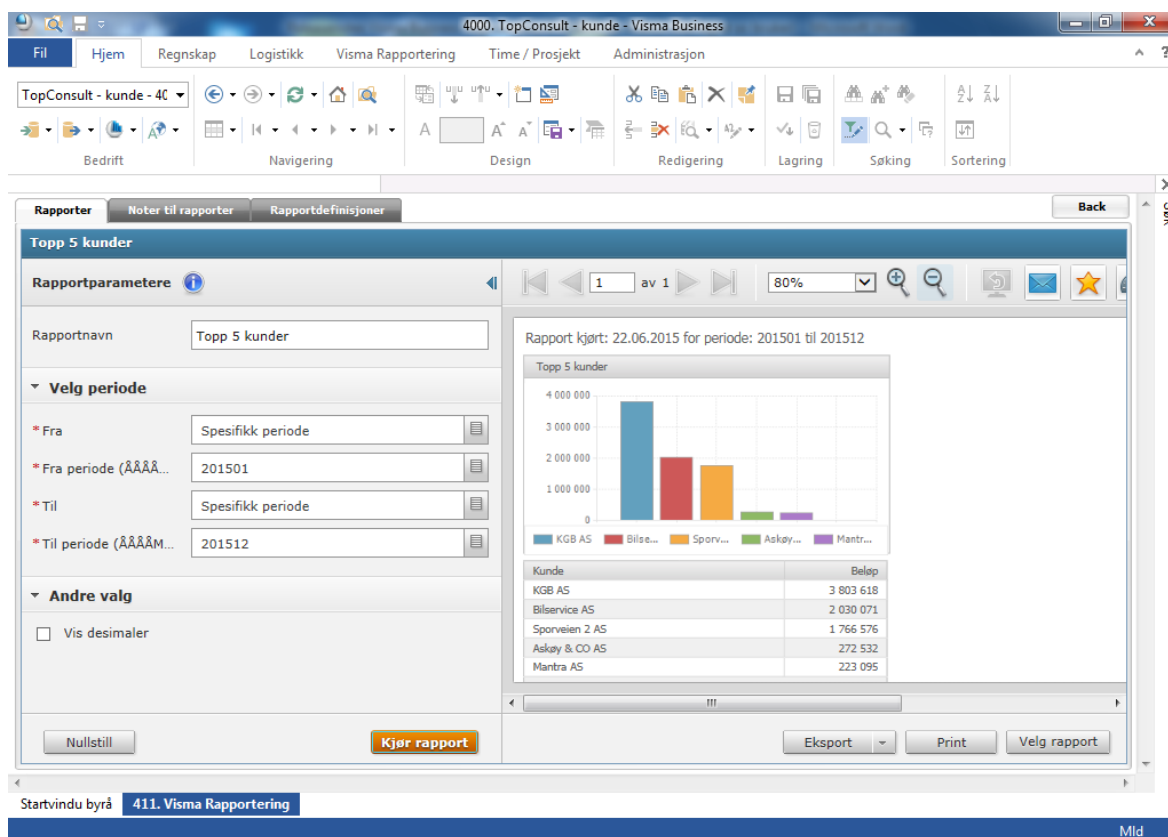 4000. TopConsult - kunde - Visma Business
Fil Hjem Regnskap Logistikk Visma Rapportering Time / Prosjekt Administrasjon
TopConsult - kunde - 4C
Bedrift Navigering Design Redigering Lagring Søking Sortering
Rapporter Noter til rapporter Rapportdefinisjoner Back
Topp 5 kunder
Rapportparametere
1 av 1 80%
Rapportnavn Topp 5 kunder
Velg periode
* Fra Spesifikk periode
* Fra periode (ÅÅÅÅ... 201501
* Til Spesifikk periode
* Til periode (ÅÅÅÅM... 201512
Andre valg
Vis desimaler
Nullstill Kjør rapport
Rapport kjørt: 22.06.2015 for periode: 201501 til 201512
Topp 5 kunder
4 000 000
3 000 000
2 000 000
1 000 000
0
KGB AS Bilse... Sporv... Askøy... Mantr...
Kunde Beløp
KGB AS 3 803 618
Bilservice AS 2 030 071
Sporveien 2 AS 1 766 576
Askøy & CO AS 272 532
Mantra AS 223 095
Eksport Print Velg rapport
Startvindu byrå 411. Visma Rapportering
Mld